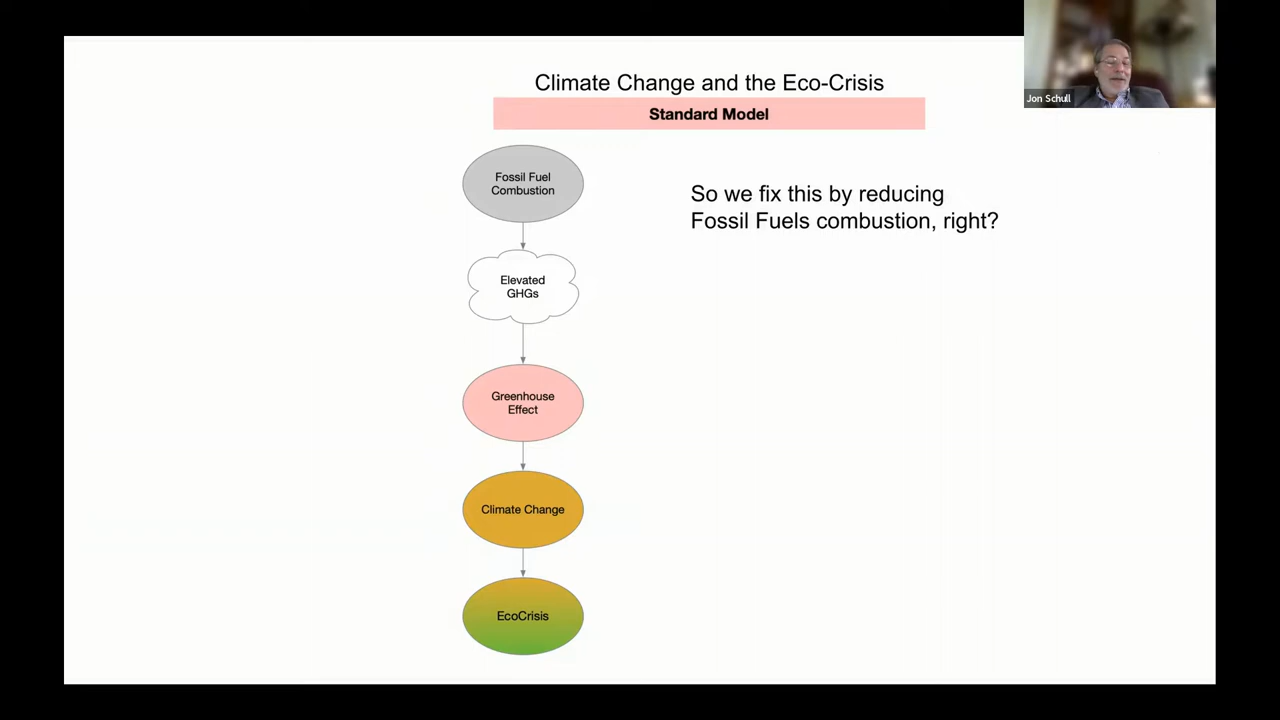 Climate Change and the Eco-Crisis
Jon Schull
Standard Model
Fossil Fuel
Combustion
So we fix this by reducing
Fossil Fuels combustion, right?
Elevated
GHGs
Greenhouse
Effect
Climate Change
EcoCrisis